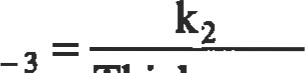 k₂
₋₃ =